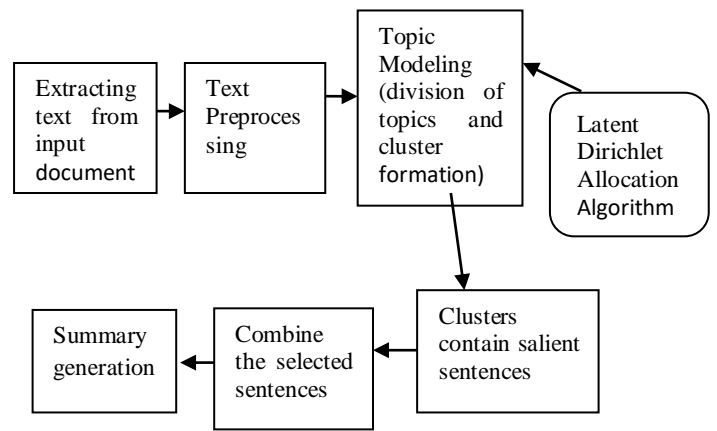 Extracting
text from
input
document
Text
Preproces
sing
Topic
Modeling
(division of
topics and
cluster
formation)
Latent
Dirichlet
Allocation
Algorithm
Clusters
contain salient
sentences
Combine
the selected
sentences
Summary
generation